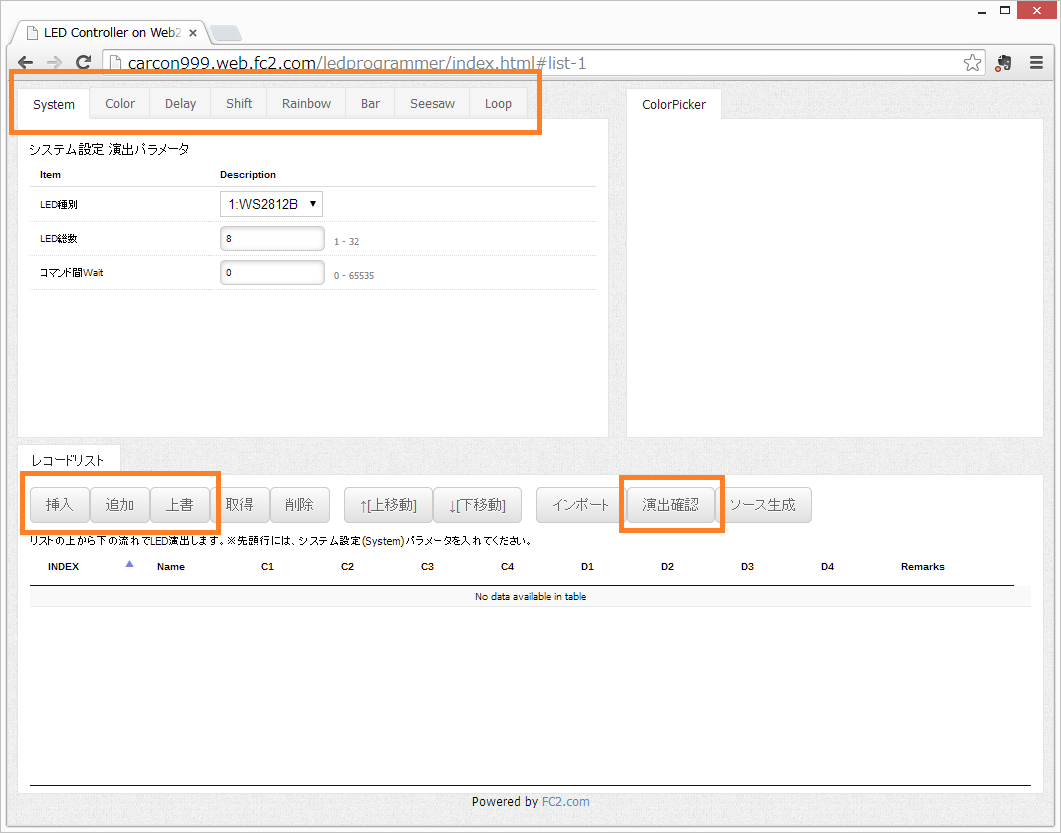 LED Controller on Web2
carcon999.web.fc2.com/ledprogrammer/index.html#list-1
System Color Delay Shift Rainbow Bar Seesaw Loop
ColorPicker
システム設定 演出パラメータ
Item Description
LED種別 1:WS2812B
LED総数 8 1 - 32
コマンド間Wait 0 0 - 65535
レコードリスト
挿入 追加 上書 取得 削除 ↑[上移動] ↓[下移動] インポート 演出確認 ソース生成
リストの上から下の流れでLED演出します。※先頭行には、システム設定(System)パラメータを入れてください。
INDEX Name C1 C2 C3 C4 D1 D2 D3 D4 Remarks
No data available in table
Powered by FC2.com